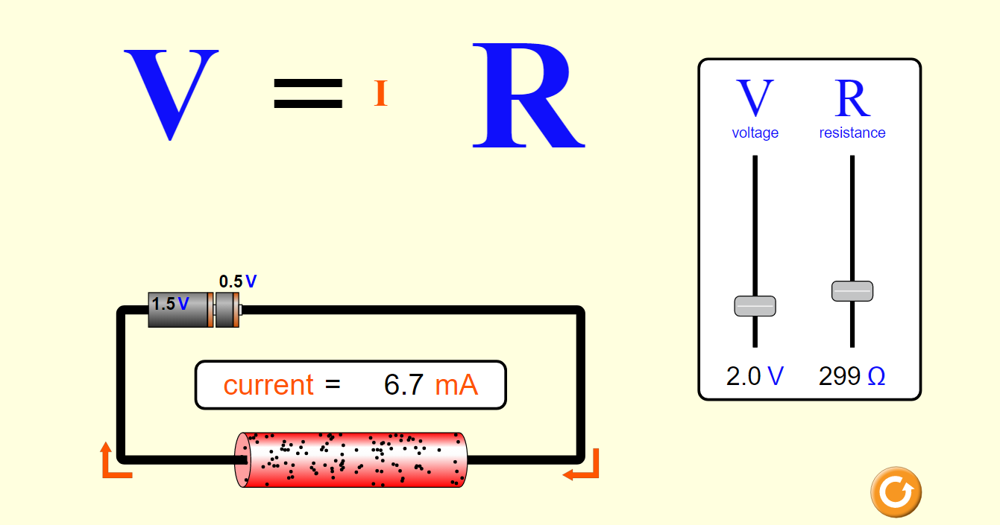 V = I R
V R
voltage resistance
2.0 V 299 Ω
0.5 V
1.5 V
current = 6.7 mA